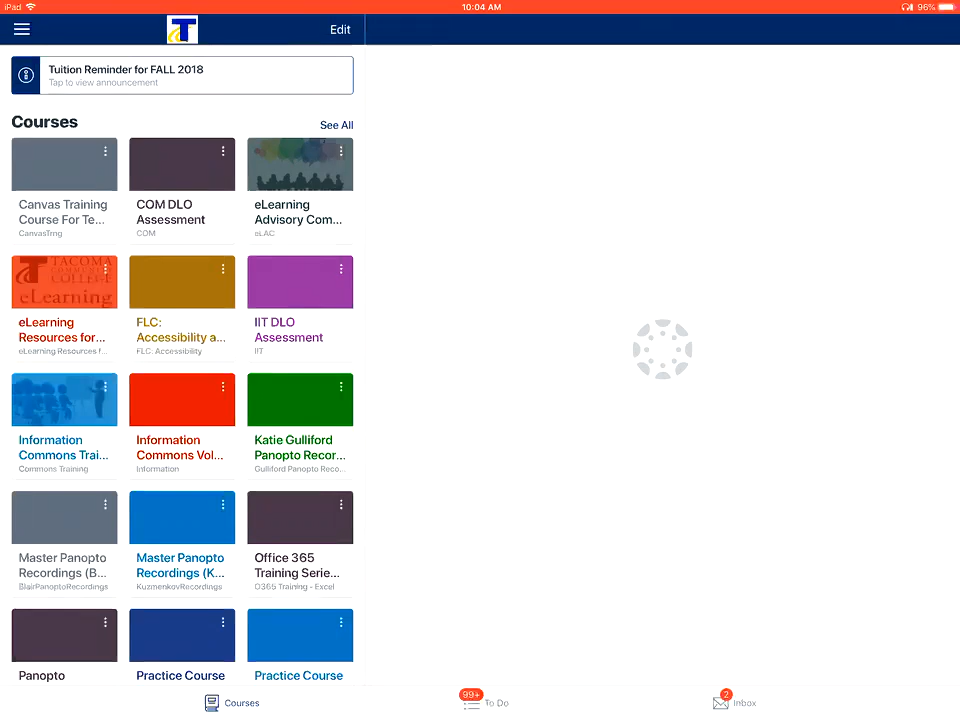 iPad
10:04 AM
96%
T
Edit
Tuition Reminder for FALL 2018
Tap to view announcement
Courses
See All
Canvas Training
Course For Te...
CanvasTrng
COM DLO
Assessment
COM
eLearning
Advisory Com...
eLAC
TACOMA
COMMUNITY
COLLEGE
eLearning
eLearning
Resources for...
eLearning Resources f...
FLC:
Accessibility a...
FLC: Accessibility
IIT DLO
Assessment
IIT
Information
Commons Trai...
Commons Training
Information
Commons Vol...
Information
Katie Gulliford
Panopto Recor...
Gulliford Panopto Reco...
Master Panopto
Recordings (B...
BlairPanoptoRecordings
Master Panopto
Recordings (K...
KuzmenkovRecordings
Office 365
Training Serie...
O365 Training - Excel
Panopto
Practice Course
Practice Course
Courses
99+
To Do
2
Inbox